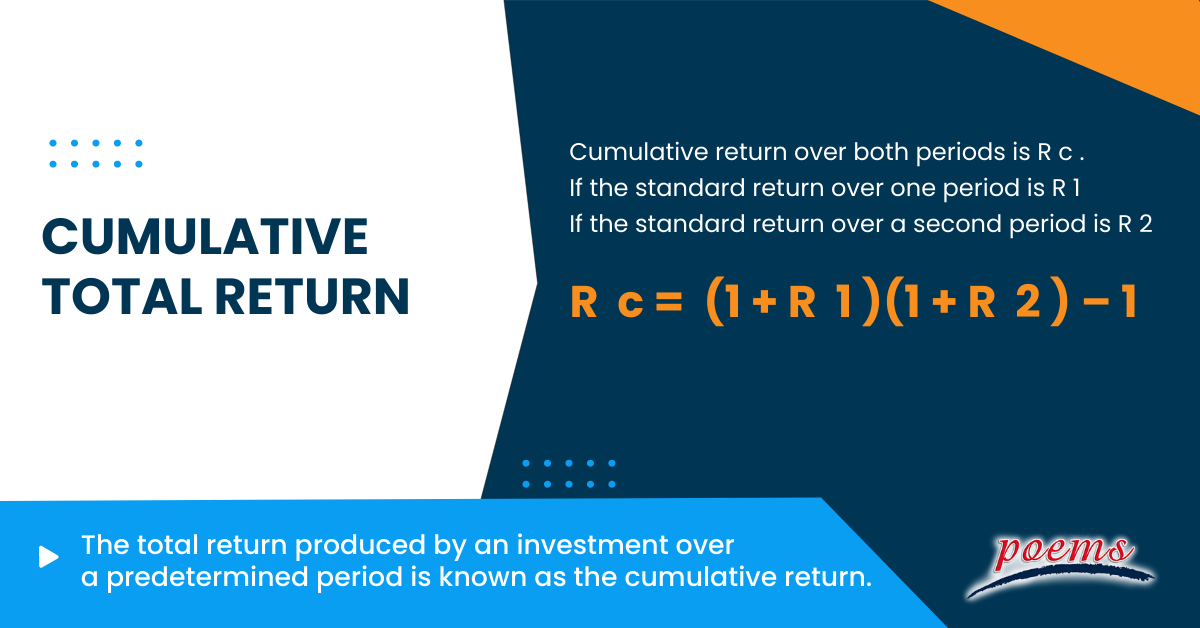 CUMULATIVE
TOTAL RETURN
Cumulative return over both periods is R c .
If the standard return over one period is R 1
If the standard return over a second period is R 2
R c = (1 + R 1)(1 + R 2) – 1
The total return produced by an investment over
a predetermined period is known as the cumulative return.
poems